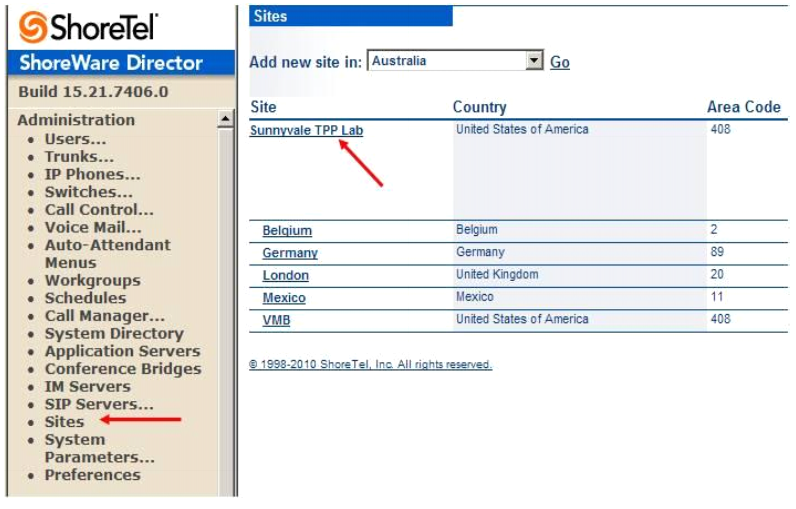 ShoreTel
ShoreWare Director
Build 15.21.7406.0
Administration
Users...
Trunks...
IP Phones...
Switches...
Call Control...
Voice Mail...
Auto-Attendant
Menus
Workgroups
Schedules
Call Manager...
System Directory
Application Servers
Conference Bridges
IM Servers
SIP Servers...
Sites
System
Parameters...
Preferences
Sites
Add new site in: Australia Go
Site Country Area Code
Sunnyvale TPP Lab United States of America 408
Belgium Belgium 2
Germany Germany 89
London United Kingdom 20
Mexico Mexico 11
VMB United States of America 408
© 1998-2010 ShoreTel, Inc. All rights reserved.